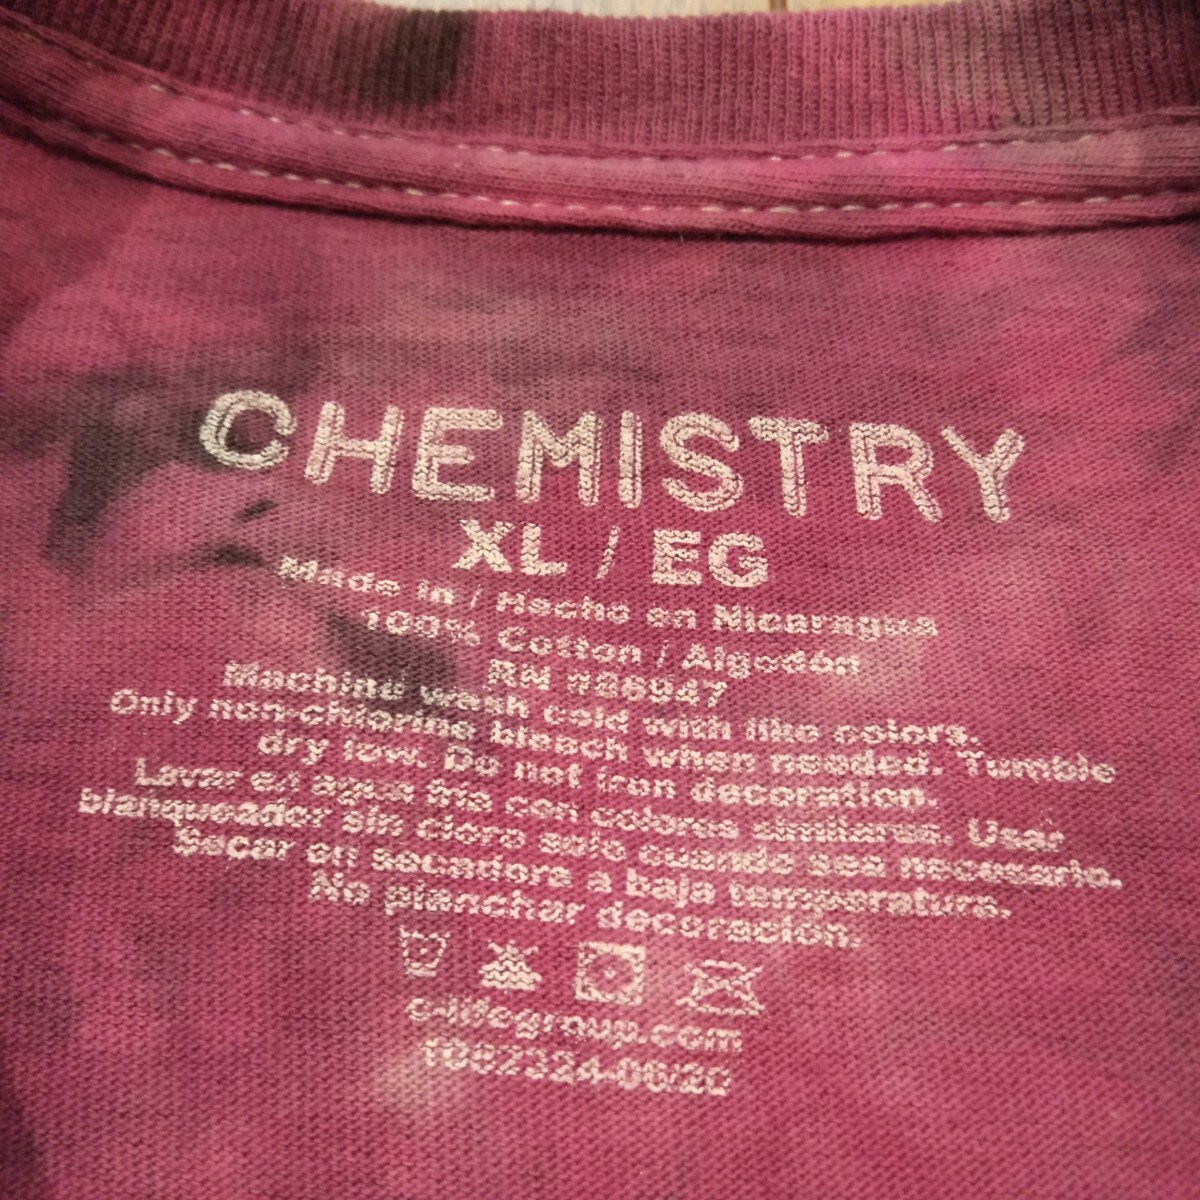 CHEMISTRY
XL / EG
Made in / Hecho en Nicaragua
100% Cotton / Algodón
RN #86947
Machine wash cold with like colors.
Only non-chlorine bleach when needed. Tumble
dry low. Do not iron decoration.
Lavar en agua fria con colores similares. Usar
blanqueador sin cloro solo cuando sea necesario.
Secar en secadora a baja temperatura.
No planchar decoración.
c-lifegroup.com
T082324-06/20